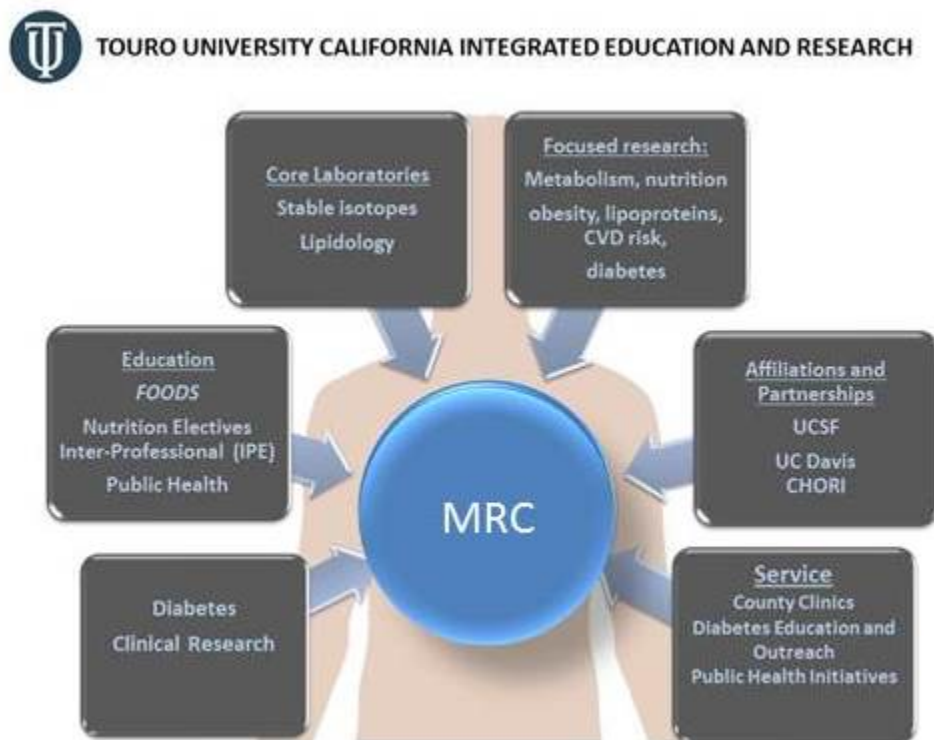 TOURO UNIVERSITY CALIFORNIA INTEGRATED EDUCATION AND RESEARCH
Core Laboratories
Stable isotopes
Lipidology
Focused research:
Metabolism, nutrition
obesity, lipoproteins,
CVD risk,
diabetes
Education
FOODS
Nutrition Electives
Inter-Professional (IPE)
Public Health
Affiliations and
Partnerships
UCSF
UC Davis
CHORI
MRC
Diabetes
Clinical Research
Service
County Clinics
Diabetes Education and
Outreach
Public Health Initiatives